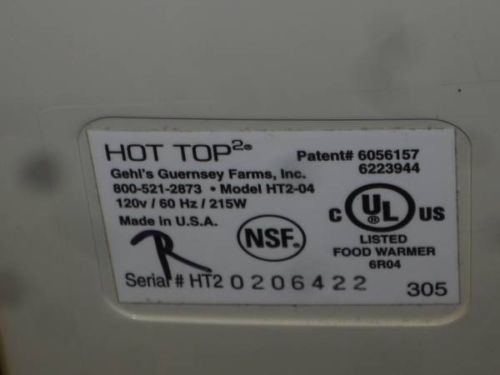 HOT TOP2®
Gehl's Guernsey Farms, Inc.
800-521-2873 • Model HT2-04
120v / 60 Hz / 215W
Made in U.S.A.
R
Serial # HT2 0206422
NSF®
Patent# 6056157
6223944
C UL® US
LISTED
FOOD WARMER
6R04
305